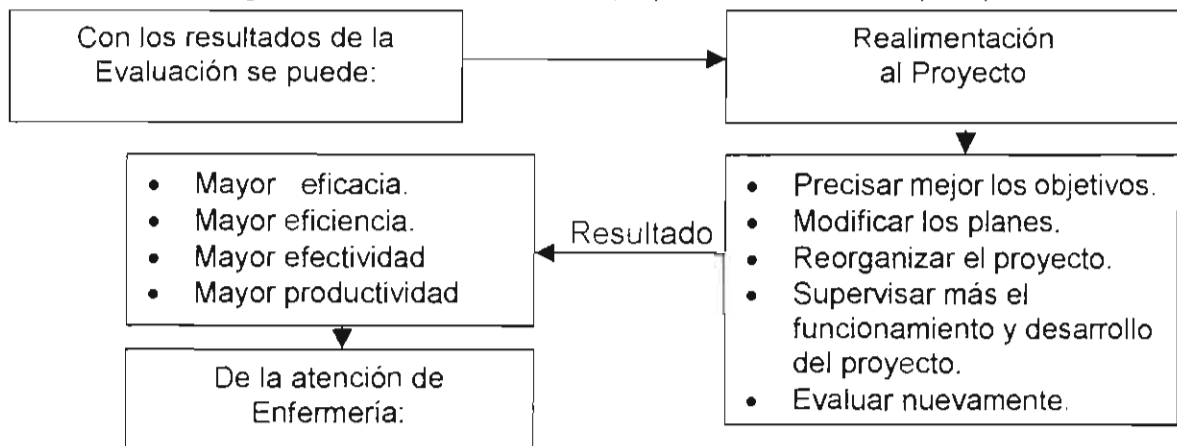 Con los resultados de la
Evaluación se puede:
Realimentación
al Proyecto
• Precisar mejor los objetivos.
• Modificar los planes.
• Reorganizar el proyecto.
• Supervisar más el
funcionamiento y desarrollo
del proyecto.
• Evaluar nuevamente.
Resultado
• Mayor eficacia.
• Mayor eficiencia.
• Mayor efectividad
• Mayor productividad
De la atención de
Enfermería: